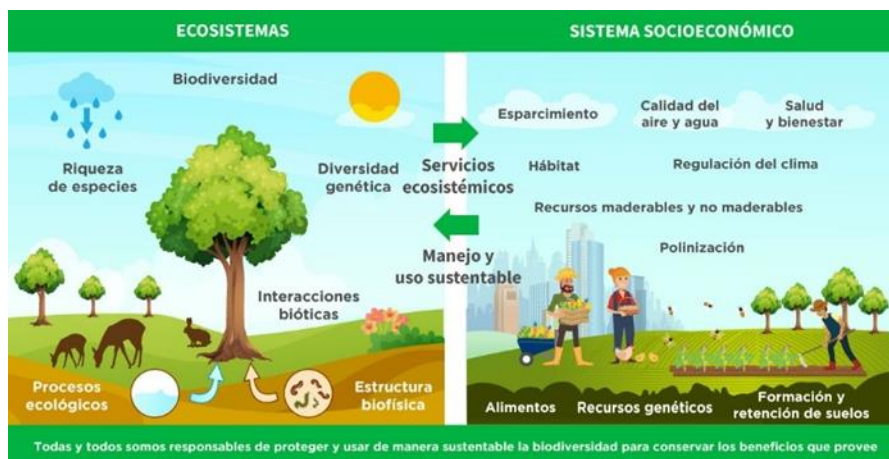 ECOSISTEMAS
Biodiversidad
Riqueza
de especies
Diversidad
genética
Interacciones
bióticas
Procesos
ecológicos
Estructura
biofísica
Servicios
ecosistémicos
Manejo y
uso sustentable
SISTEMA SOCIOECONÓMICO
Esparcimiento
Calidad del
aire y agua
Salud
y bienestar
Hábitat
Regulación del clima
Recursos maderables y no maderables
Polinización
Alimentos
Recursos genéticos
Formación y
retención de suelos
Todas y todos somos responsables de proteger y usar de manera sustentable la biodiversidad para conservar los beneficios que provee